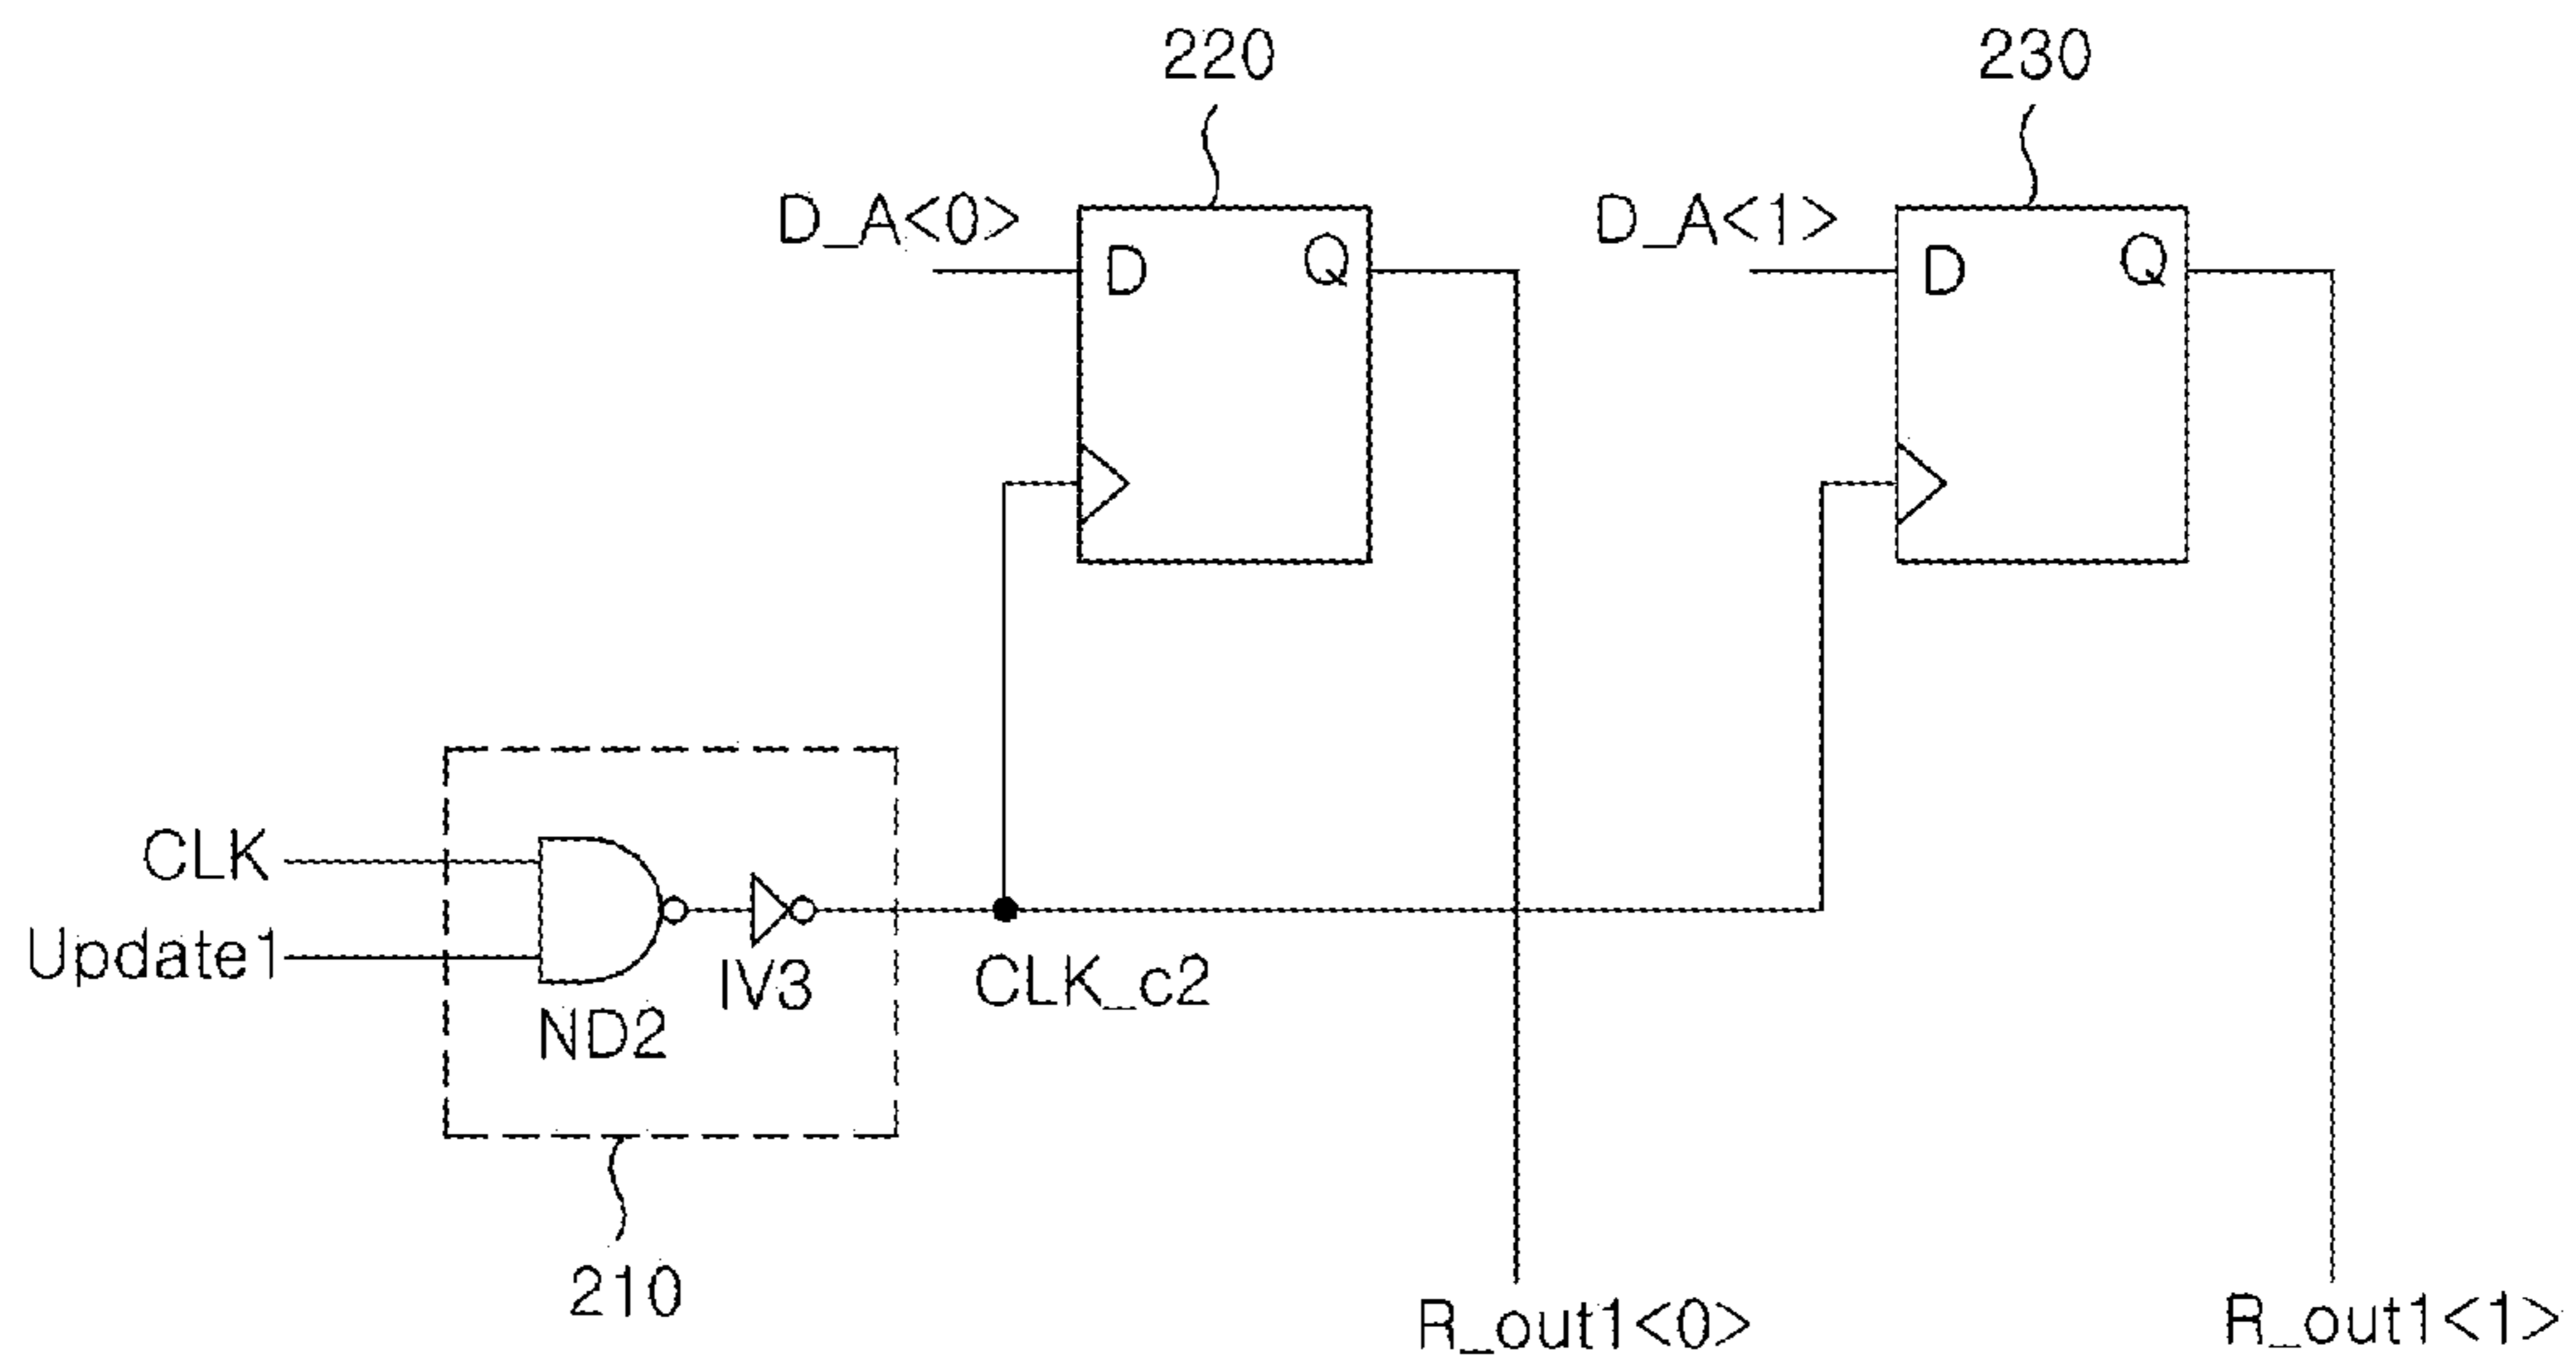 220
230
D_A<0>
D_A<1>
D
Q
D
Q
CLK
Update1
IV3
CLK_c2
ND2
210
R_out1<0>
R_out1<1>